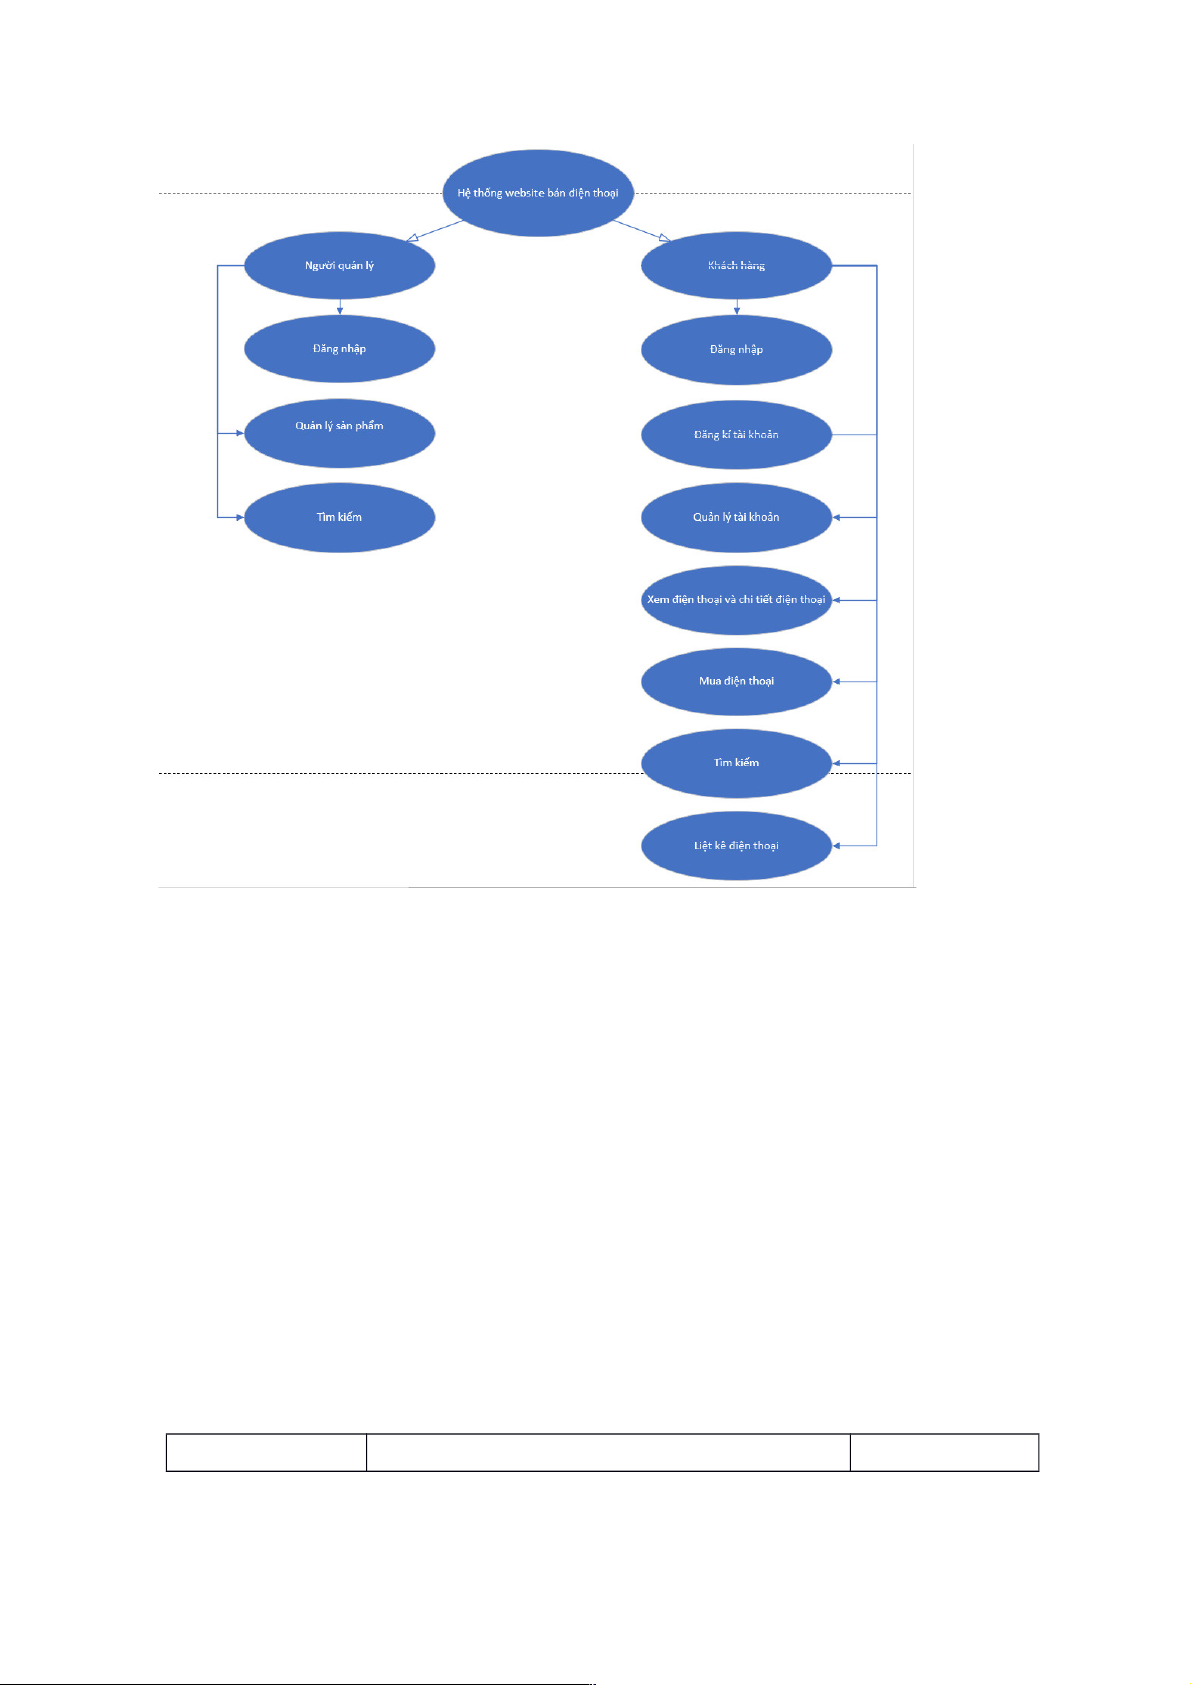 Hệ thống website bán điện thoại
Người quản lý
Đăng nhập
Quản lý sản phẩm
Tìm kiếm
Khách hàng
Đăng nhập
Đăng kí tài khoản
Quản lý tài khoản
Xem điện thoại và chi tiết điện thoại
Mua điện thoại
Tìm kiếm
Liệt kê điện thoại